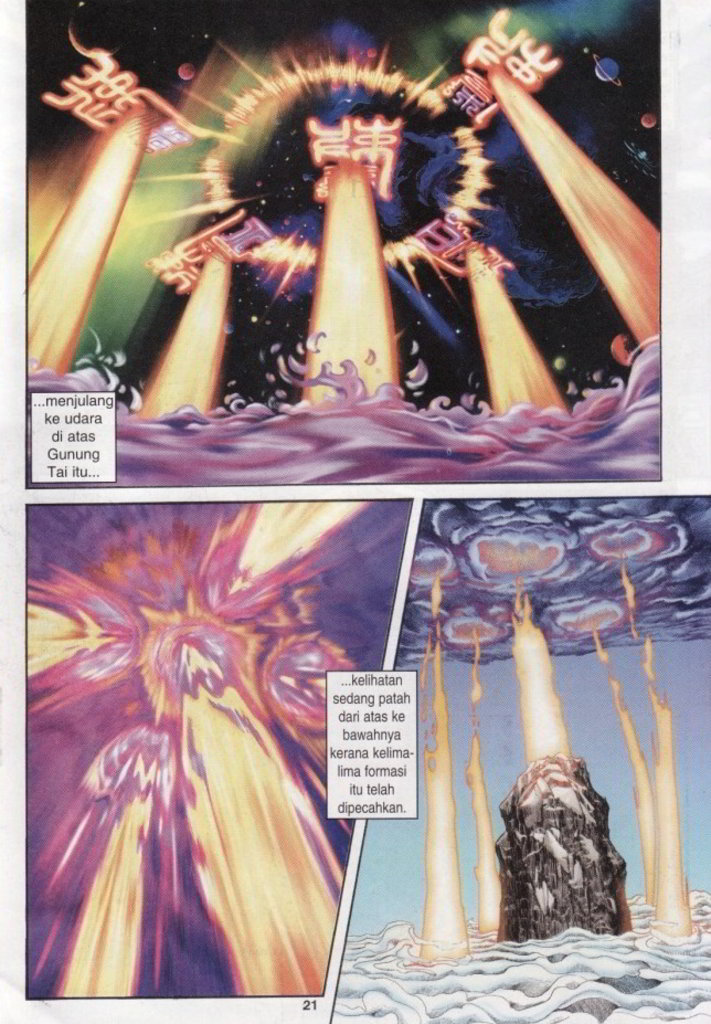 ...menjulang
ke udara
di atas
Gunung
Tai itu...
...kelihatan
sedang patah
dari atas ke
bawahnya
kerana kelima-
lima formasi
itu telah
dipecahkan.
21